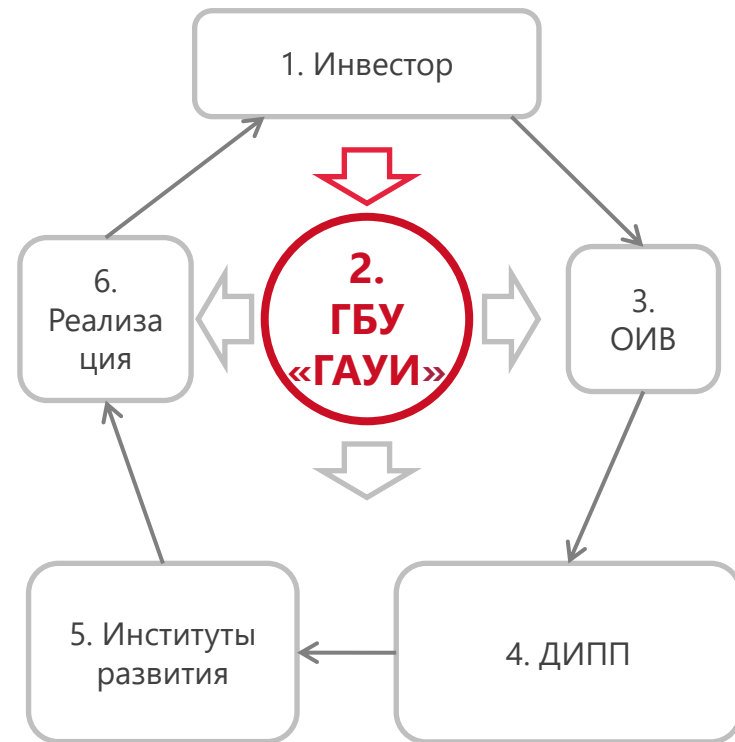 1. Инвестор
2.
ГБУ
«ГАУИ»
3.
ОИВ
4. ДИПП
5. Институты
развития
6.
Реализа
ция